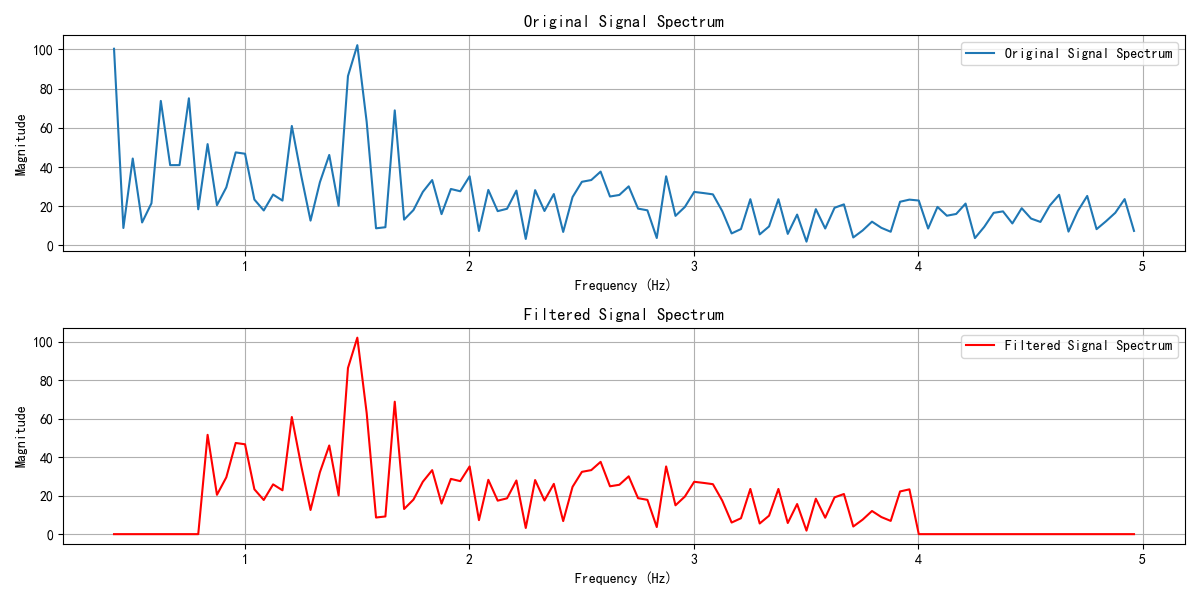 Original Signal Spectrum
Original Signal Spectrum
100
80
60
40
20
0
Magnitude
1 2 3 4 5
Frequency (Hz)
Filtered Signal Spectrum
Filtered Signal Spectrum
100
80
60
40
20
0
Magnitude
1 2 3 4 5
Frequency (Hz)